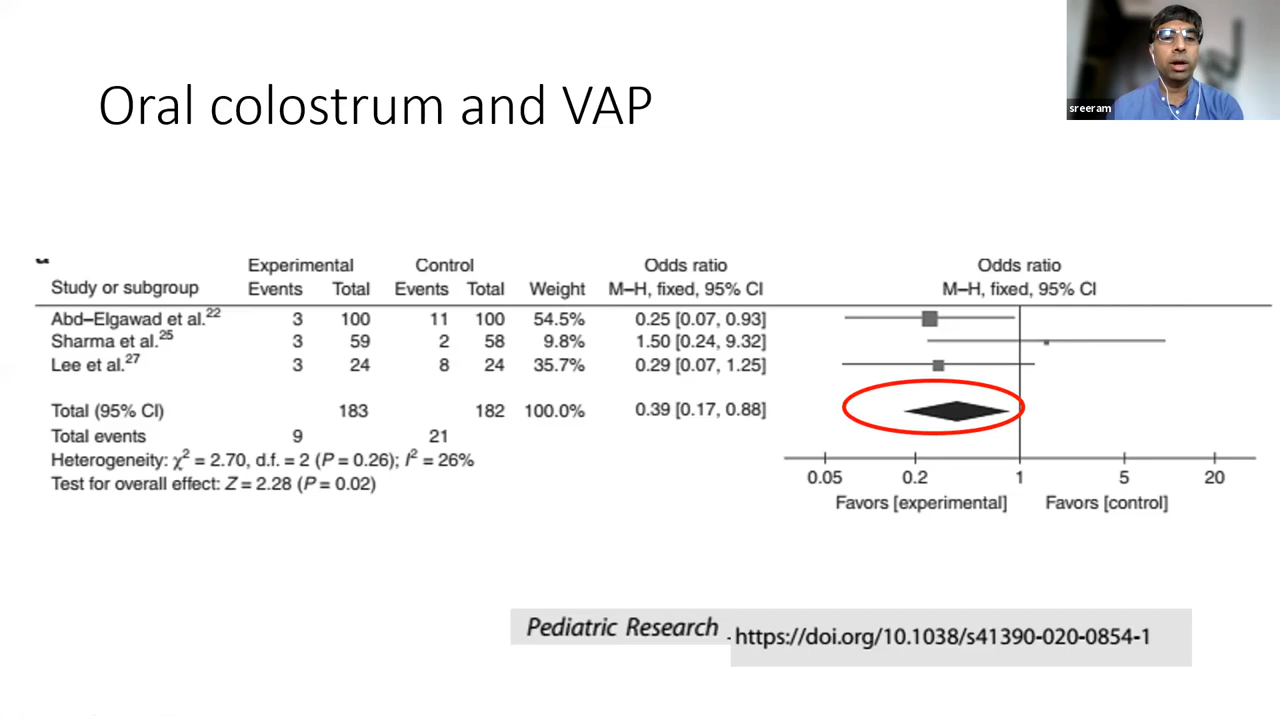 sreeram
Oral colostrum and VAP
Experimental Control Odds ratio Odds ratio
Study or subgroup Events Total Events Total Weight M–H, fixed, 95% CI M–H, fixed, 95% CI
Abd–Elgawad et al.22 3 100 11 100 54.5% 0.25 [0.07, 0.93]
Sharma et al.25 3 59 2 58 9.8% 1.50 [0.24, 9.32]
Lee et al.27 3 24 8 24 35.7% 0.29 [0.07, 1.25]
Total (95% CI) 183 182 100.0% 0.39 [0.17, 0.88]
Total events 9 21
Heterogeneity: χ2 = 2.70, d.f. = 2 (P = 0.26); I2 = 26%
Test for overall effect: Z = 2.28 (P = 0.02)
0.05 0.2 1 5 20
Favors [experimental] Favors [control]
Pediatric Research
https://doi.org/10.1038/s41390-020-0854-1